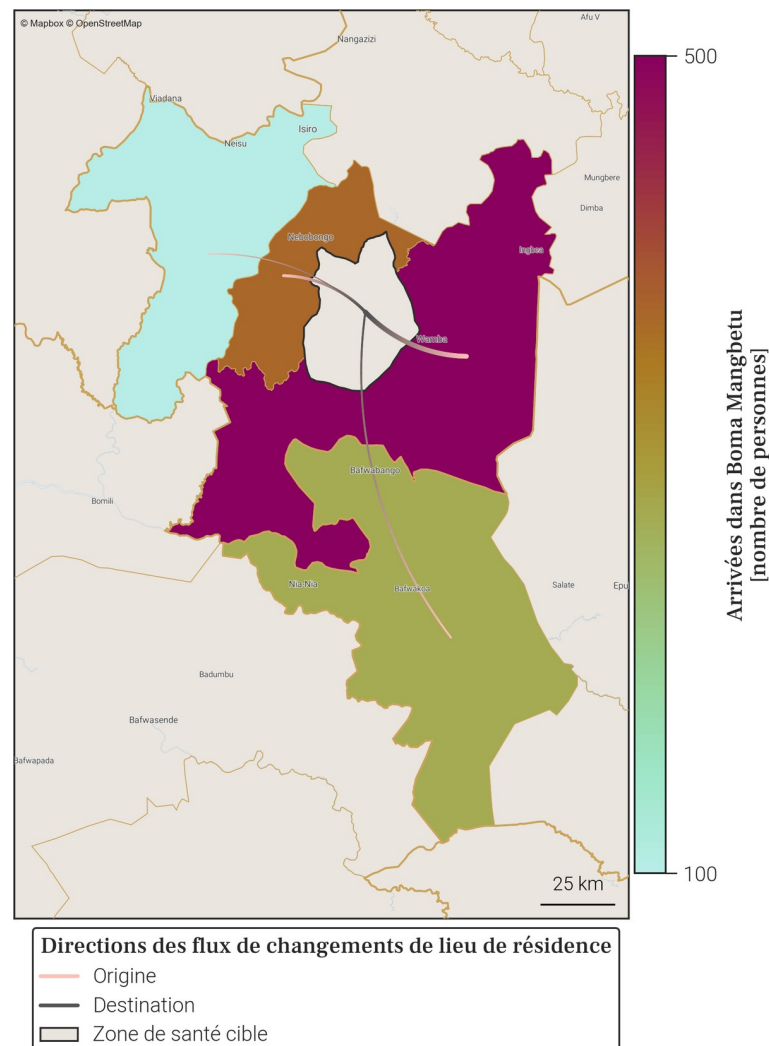 © Mapbox © OpenStreetMap
Afu V
Nangazizi
Viadana
Isiro
Neisu
Mungbere
Dimba
Nebobongo
Ingbea
Wamba
Bafwabango
Bomili
Nia-Nia
Bafwakoa
Salate
Epu
Badumbu
Bafwasende
Bafwapada
25 km
500
100
Arrivées dans Boma Mangbetu
[nombre de personnes]
Directions des flux de changements de lieu de résidence
Origine
Destination
Zone de santé cible